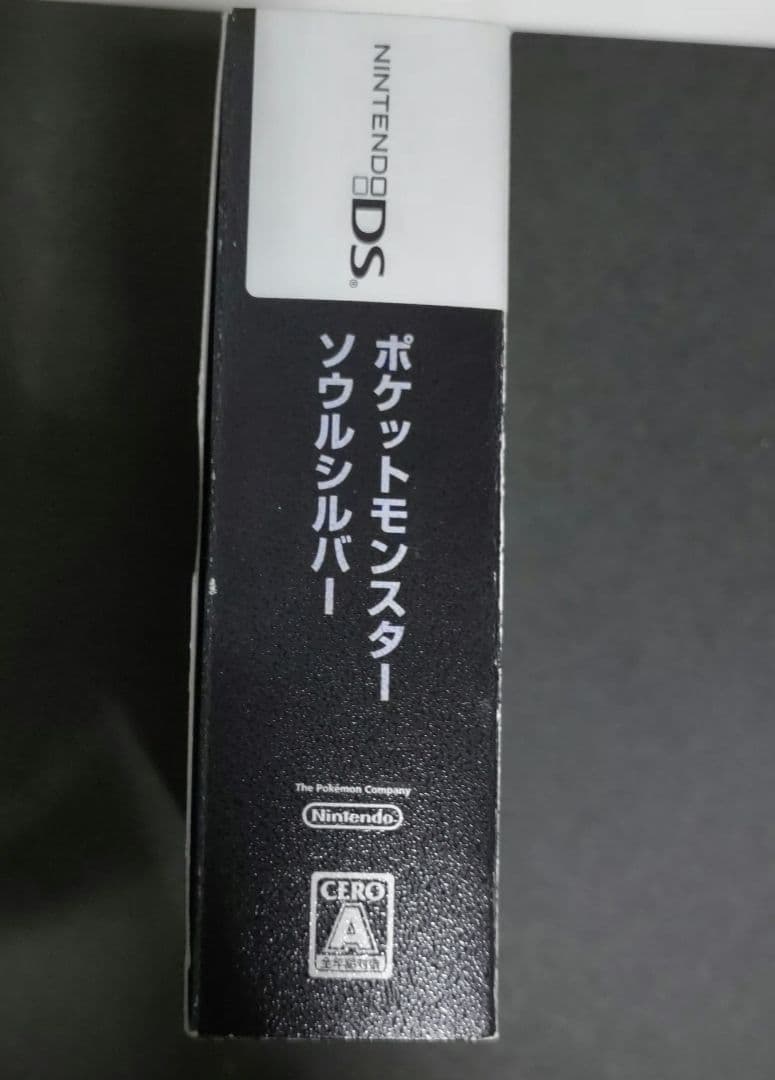 NINTENDO DS®
ポケットモンスター
ソウルシルバー
The Pokémon Company
Nintendo
CERO
A
全年齢対象